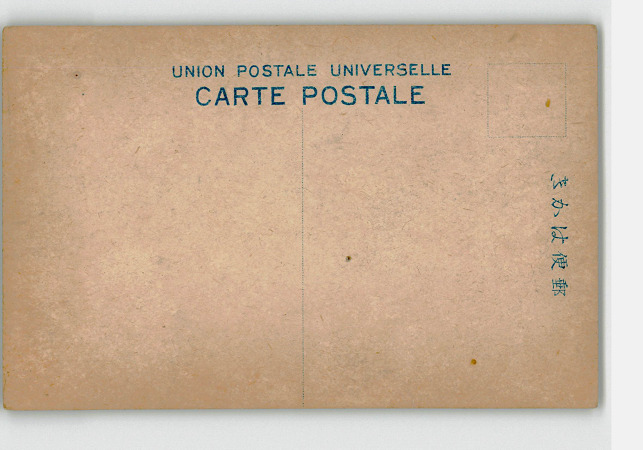 UNION POSTALE UNIVERSELLE
CARTE POSTALE
きかは便郵